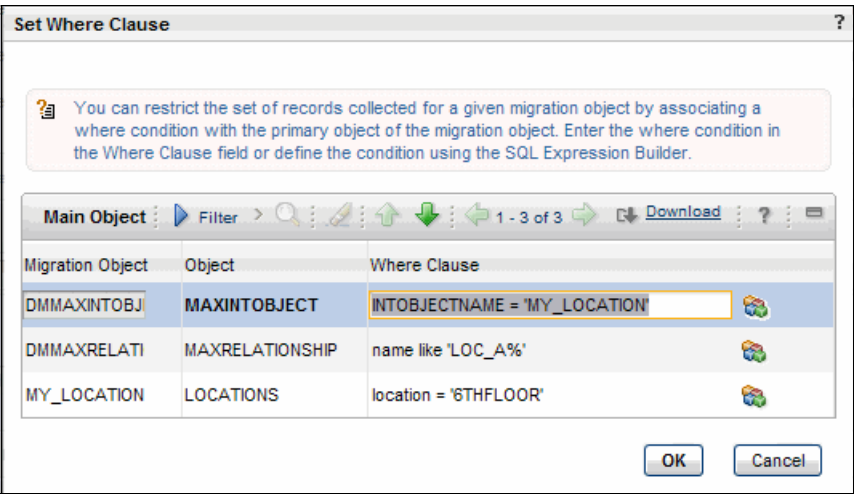 Set Where Clause ?
You can restrict the set of records collected for a given migration object by associating a
where condition with the primary object of the migration object. Enter the where condition in
the Where Clause field or define the condition using the SQL Expression Builder.
Main Object Filter 1 - 3 of 3 Download ?
Migration Object Object Where Clause
DMMAXINTOBJ MAXINTOBJECT INTOBJECTNAME = 'MY_LOCATION'
DMMAXRELATI MAXRELATIONSHIP name like 'LOC_A%'
MY_LOCATION LOCATIONS location = '6THFLOOR'
OK Cancel